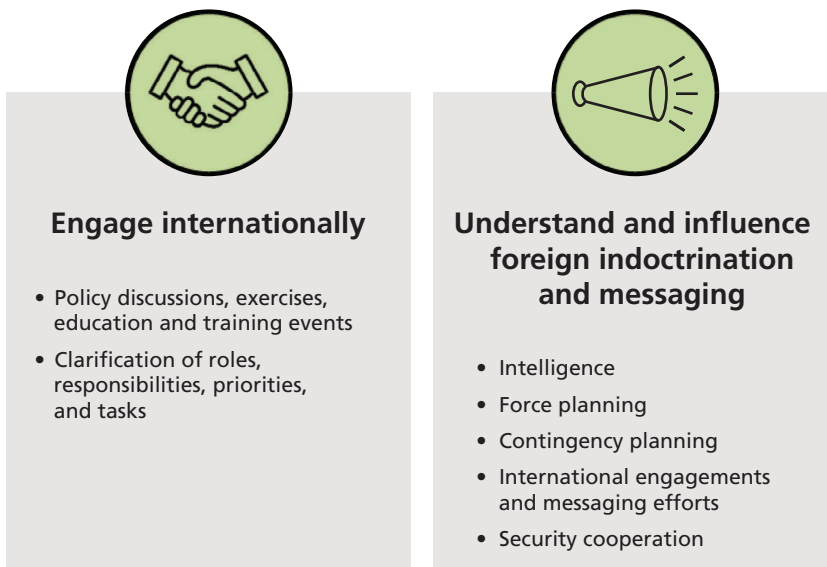 Engage internationally
• Policy discussions, exercises,
education and training events
• Clarification of roles,
responsibilities, priorities,
and tasks
Understand and influence
foreign indoctrination
and messaging
• Intelligence
• Force planning
• Contingency planning
• International engagements
and messaging efforts
• Security cooperation